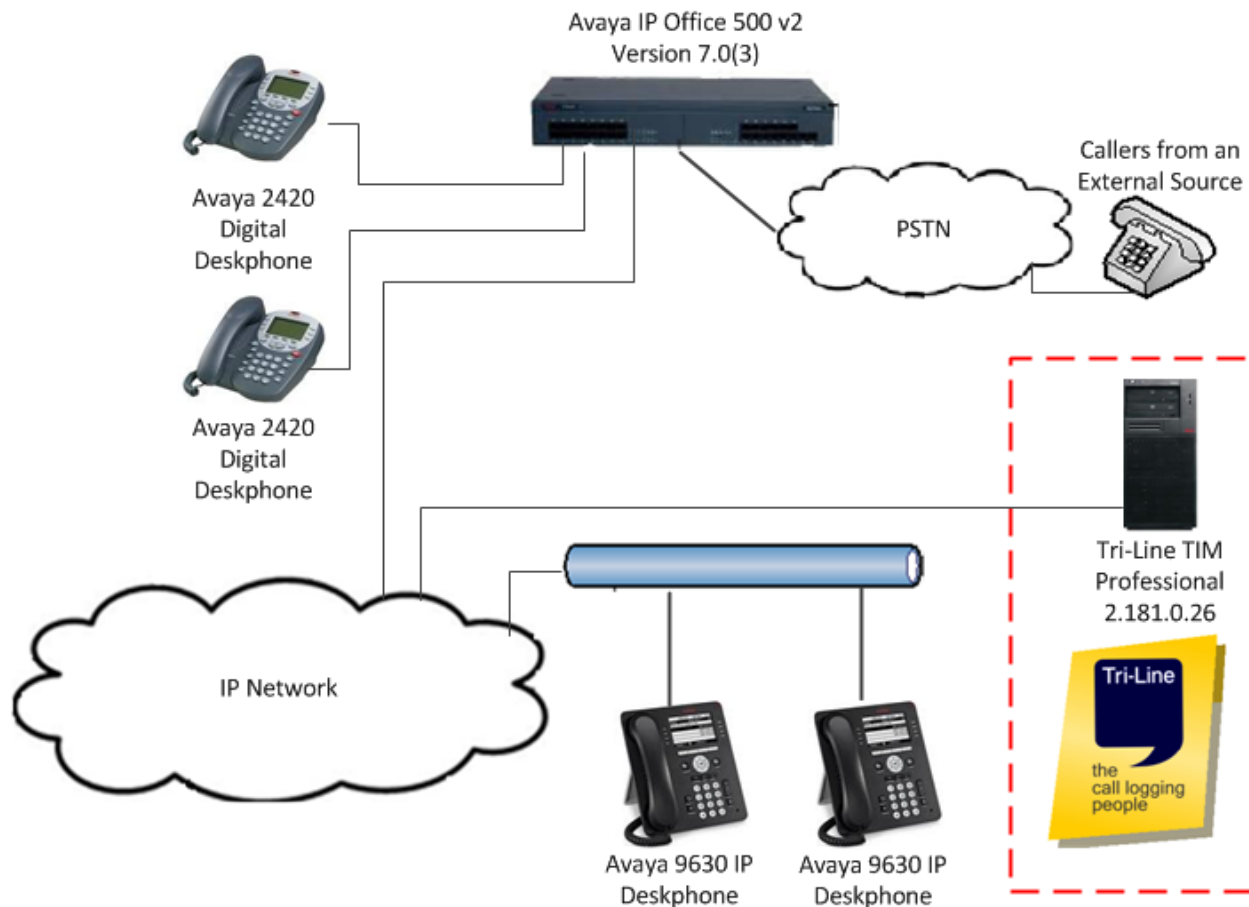 Avaya IP Office 500 v2
Version 7.0(3)
Avaya 2420
Digital
Deskphone
Callers from an
External Source
PSTN
Avaya 2420
Digital
Deskphone
Tri-Line TIM
Professional
2.181.0.26
IP Network
Tri-Line
the
call logging
people
Avaya 9630 IP
Deskphone
Avaya 9630 IP
Deskphone